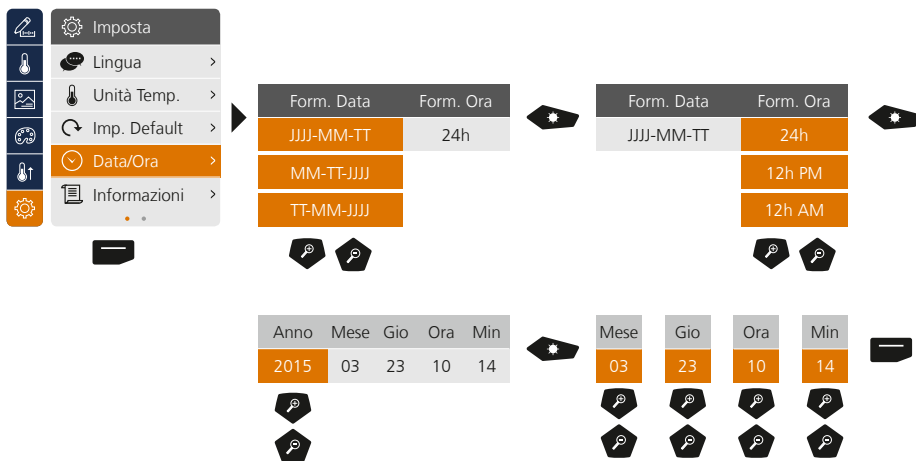 Imposta
Lingua
Unità Temp.
Imp. Default
Data/Ora
Informazioni
Form. Data Form. Ora
JJJJ-MM-TT 24h
MM-TT-JJJJ
TT-MM-JJJJ
Form. Data Form. Ora
JJJJ-MM-TT 24h
12h PM
12h AM
Anno Mese Gio Ora Min
2015 03 23 10 14
Mese Gio Ora Min
03 23 10 14